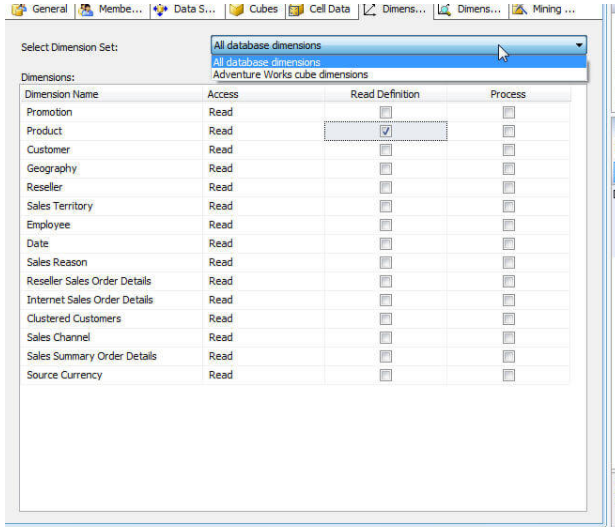 General Membe... Data S... Cubes Cell Data Dimens... Dimens... Mining ...
Select Dimension Set: All database dimensions
All database dimensions
Adventure Works cube dimensions
Dimensions:
Dimension Name Access Read Definition Process
Promotion Read
Product Read
Customer Read
Geography Read
Reseller Read
Sales Territory Read
Employee Read
Date Read
Sales Reason Read
Reseller Sales Order Details Read
Internet Sales Order Details Read
Clustered Customers Read
Sales Channel Read
Sales Summary Order Details Read
Source Currency Read